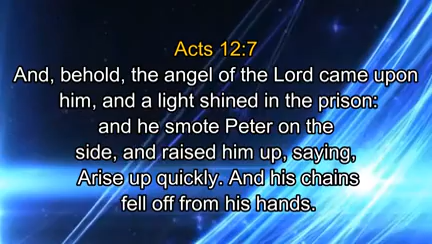 Acts 12:7
And, behold, the angel of the Lord came upon
him, and a light shined in the prison:
and he smote Peter on the
side, and raised him up, saying,
Arise up quickly. And his chains
fell off from his hands.